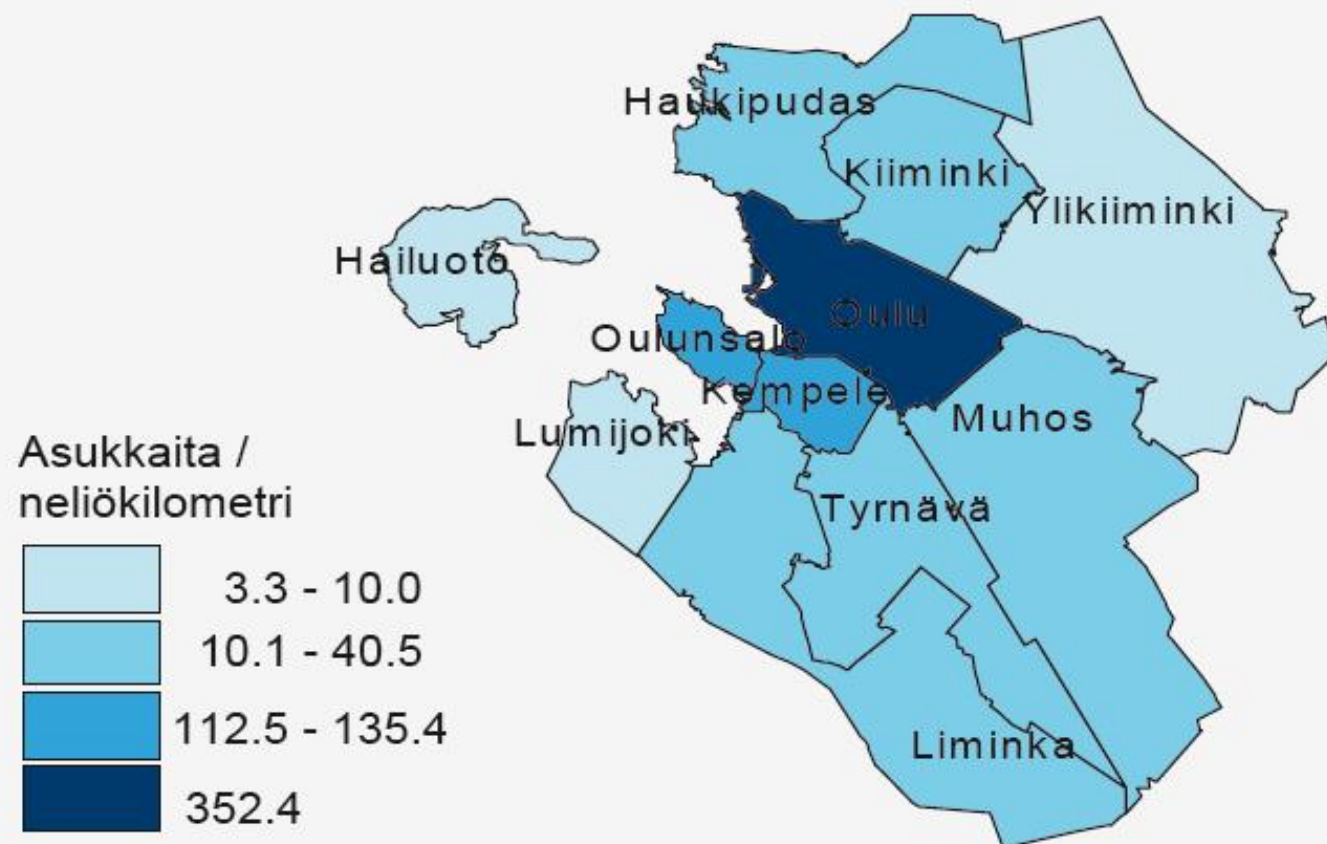 Haukipudas
Kiiminki
Ylikiiminki
Hailuoto
Oulu
Oulunsalo
Kempele
Muhos
Lumijoki
Tyrnävä
Liminka
Asukkaita /
neliökilometri
3.3 - 10.0
10.1 - 40.5
112.5 - 135.4
352.4